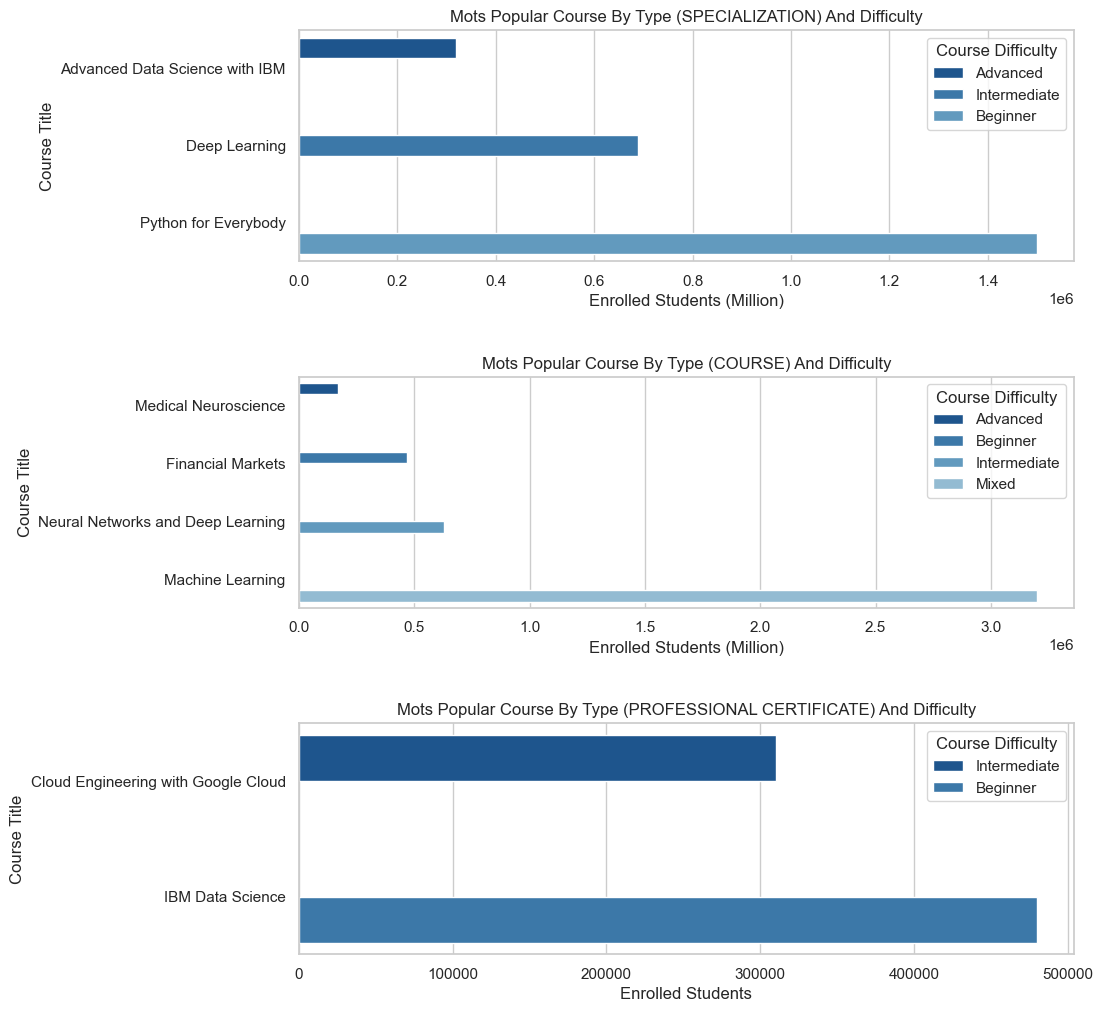 Mots Popular Course By Type (SPECIALIZATION) And Difficulty
Course Title
Advanced Data Science with IBM
Deep Learning
Python for Everybody
Course Difficulty
Advanced
Intermediate
Beginner
0.0 0.2 0.4 0.6 0.8 1.0 1.2 1.4
1e6
Enrolled Students (Million)
Mots Popular Course By Type (COURSE) And Difficulty
Course Title
Medical Neuroscience
Financial Markets
Neural Networks and Deep Learning
Machine Learning
Course Difficulty
Advanced
Beginner
Intermediate
Mixed
0.0 0.5 1.0 1.5 2.0 2.5 3.0
1e6
Enrolled Students (Million)
Mots Popular Course By Type (PROFESSIONAL CERTIFICATE) And Difficulty
Course Title
Cloud Engineering with Google Cloud
IBM Data Science
Course Difficulty
Intermediate
Beginner
0 100000 200000 300000 400000 500000
Enrolled Students